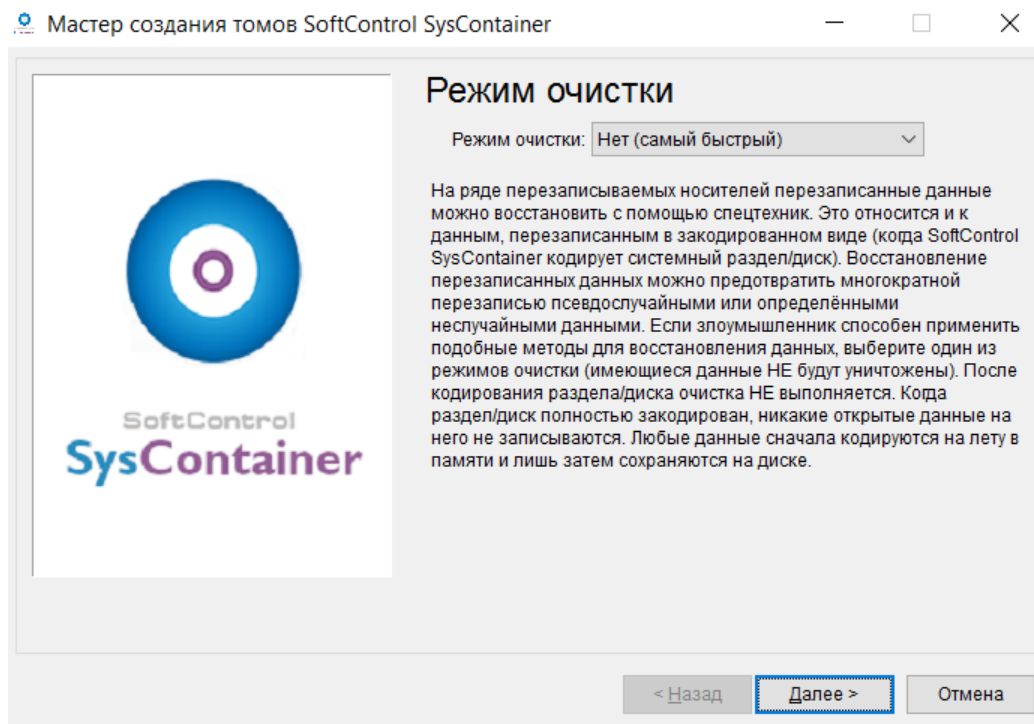 Мастер создания томов SoftControl SysContainer
Режим очистки
Режим очистки: Нет (самый быстрый)
На ряде перезаписываемых носителей перезаписанные данные
можно восстановить с помощью спецтехник. Это относится и к
данным, перезаписанным в закодированном виде (когда SoftControl
SysContainer кодирует системный раздел/диск). Восстановление
перезаписанных данных можно предотвратить многократной
перезаписью псевдослучайными или определёнными
неслучайными данными. Если злоумышленник способен применить
подобные методы для восстановления данных, выберите один из
режимов очистки (имеющиеся данные НЕ будут уничтожены). После
кодирования раздела/диска очистка НЕ выполняется. Когда
раздел/диск полностью закодирован, никакие открытые данные на
него не записываются. Любые данные сначала кодируются на лету в
памяти и лишь затем сохраняются на диске.
SoftControl
SysContainer
< Назад
Далее >
Отмена